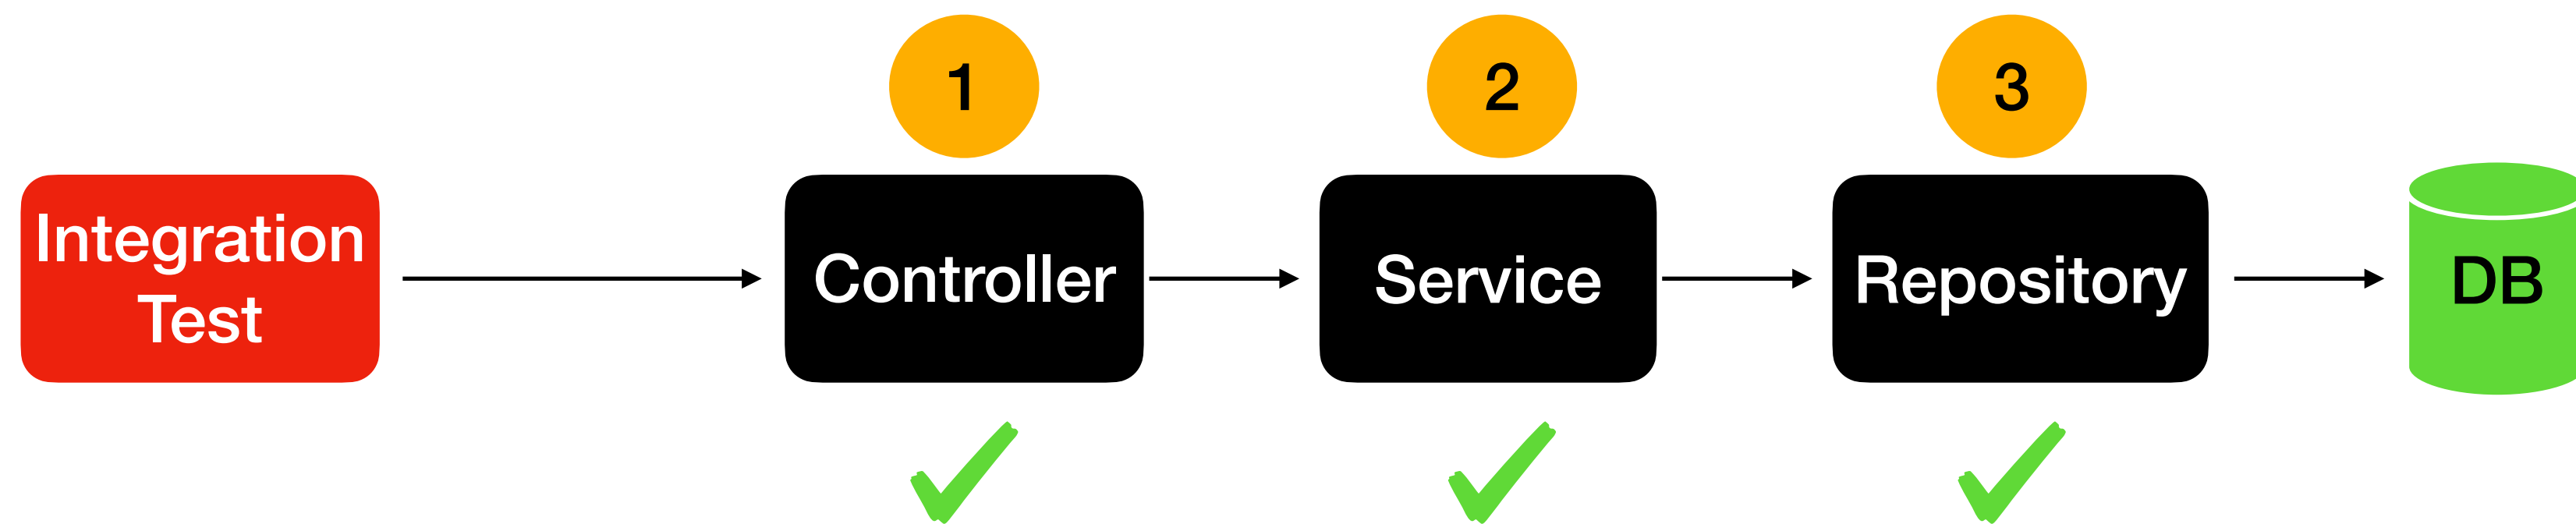 1
2
3
Integration
Test
Controller
Service
Repository
DB